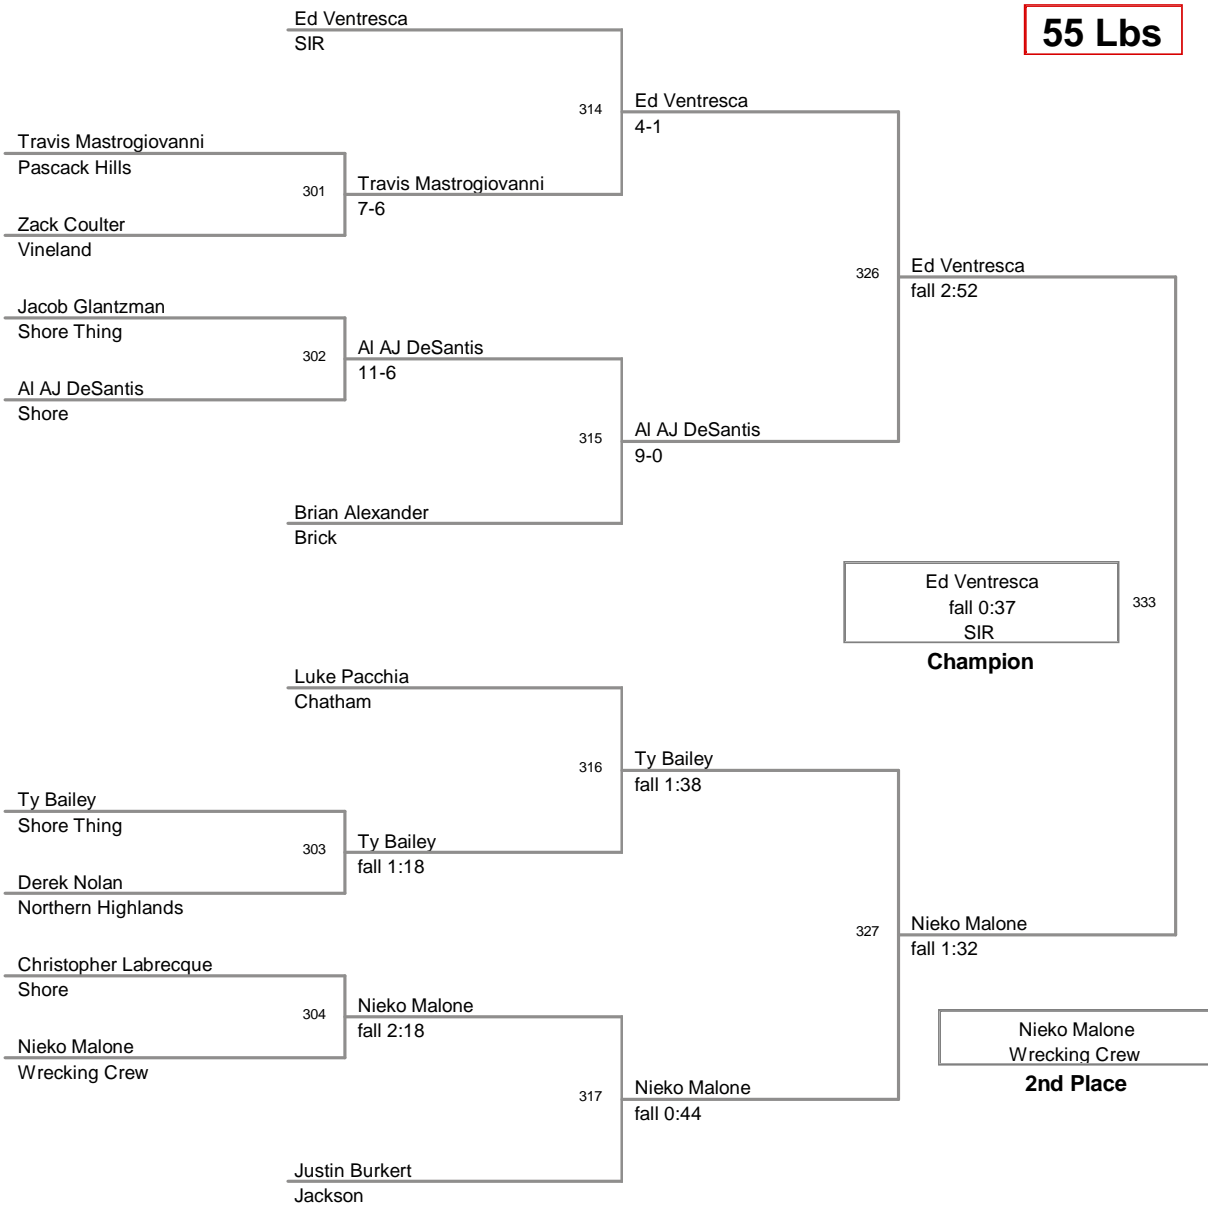 55 Lbs
Ed Ventresca
SIR
314
Ed Ventresca
4-1
Travis Mastrogiovanni
Pascack Hills
301
Travis Mastrogiovanni
7-6
Zack Coulter
Vineland
326
Ed Ventresca
fall 2:52
Jacob Glantzman
Shore Thing
302
Al AJ DeSantis
11-6
Al AJ DeSantis
Shore
315
Al AJ DeSantis
9-0
Brian Alexander
Brick
Ed Ventresca
fall 0:37
SIR
333
Champion
Luke Pacchia
Chatham
316
Ty Bailey
fall 1:38
Ty Bailey
Shore Thing
303
Ty Bailey
fall 1:18
Derek Nolan
Northern Highlands
327
Nieko Malone
fall 1:32
Christopher Labrecque
Shore
304
Nieko Malone
fall 2:18
Nieko Malone
Wrecking Crew
Nieko Malone
Wrecking Crew
2nd Place
317
Nieko Malone
fall 0:44
Justin Burkert
Jackson